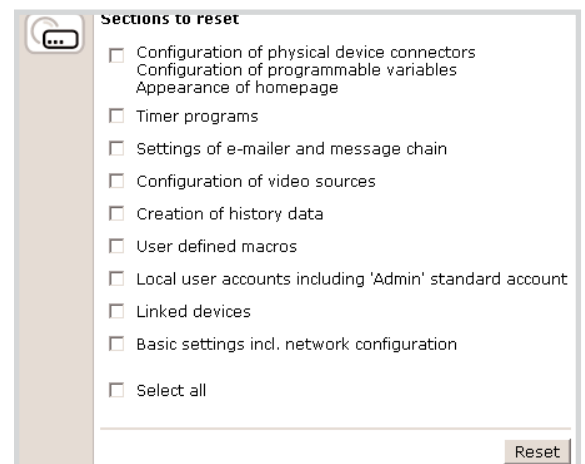 Sections to reset
Configuration of physical device connectors
Configuration of programmable variables
Appearance of homepage
Timer programs
Settings of e-mailer and message chain
Configuration of video sources
Creation of history data
User defined macros
Local user accounts including 'Admin' standard account
Linked devices
Basic settings incl. network configuration
Select all
Reset